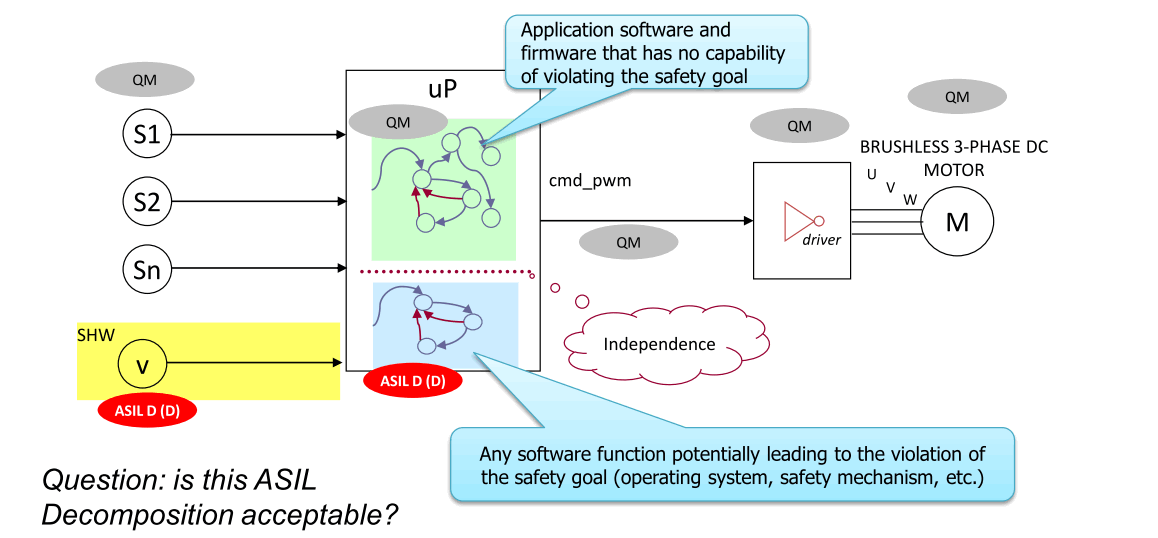 Application software and
firmware that has no capability
of violating the safety goal
QM
uP
QM
QM
QM
S1
BRUSHLESS 3-PHASE DC
MOTOR
U
V
W
cmd_pwm
S2
driver
M
QM
Sn
SHW
v
Independence
ASIL D (D)
ASIL D (D)
Any software function potentially leading to the violation of
the safety goal (operating system, safety mechanism, etc.)
Question: is this ASIL
Decomposition acceptable?